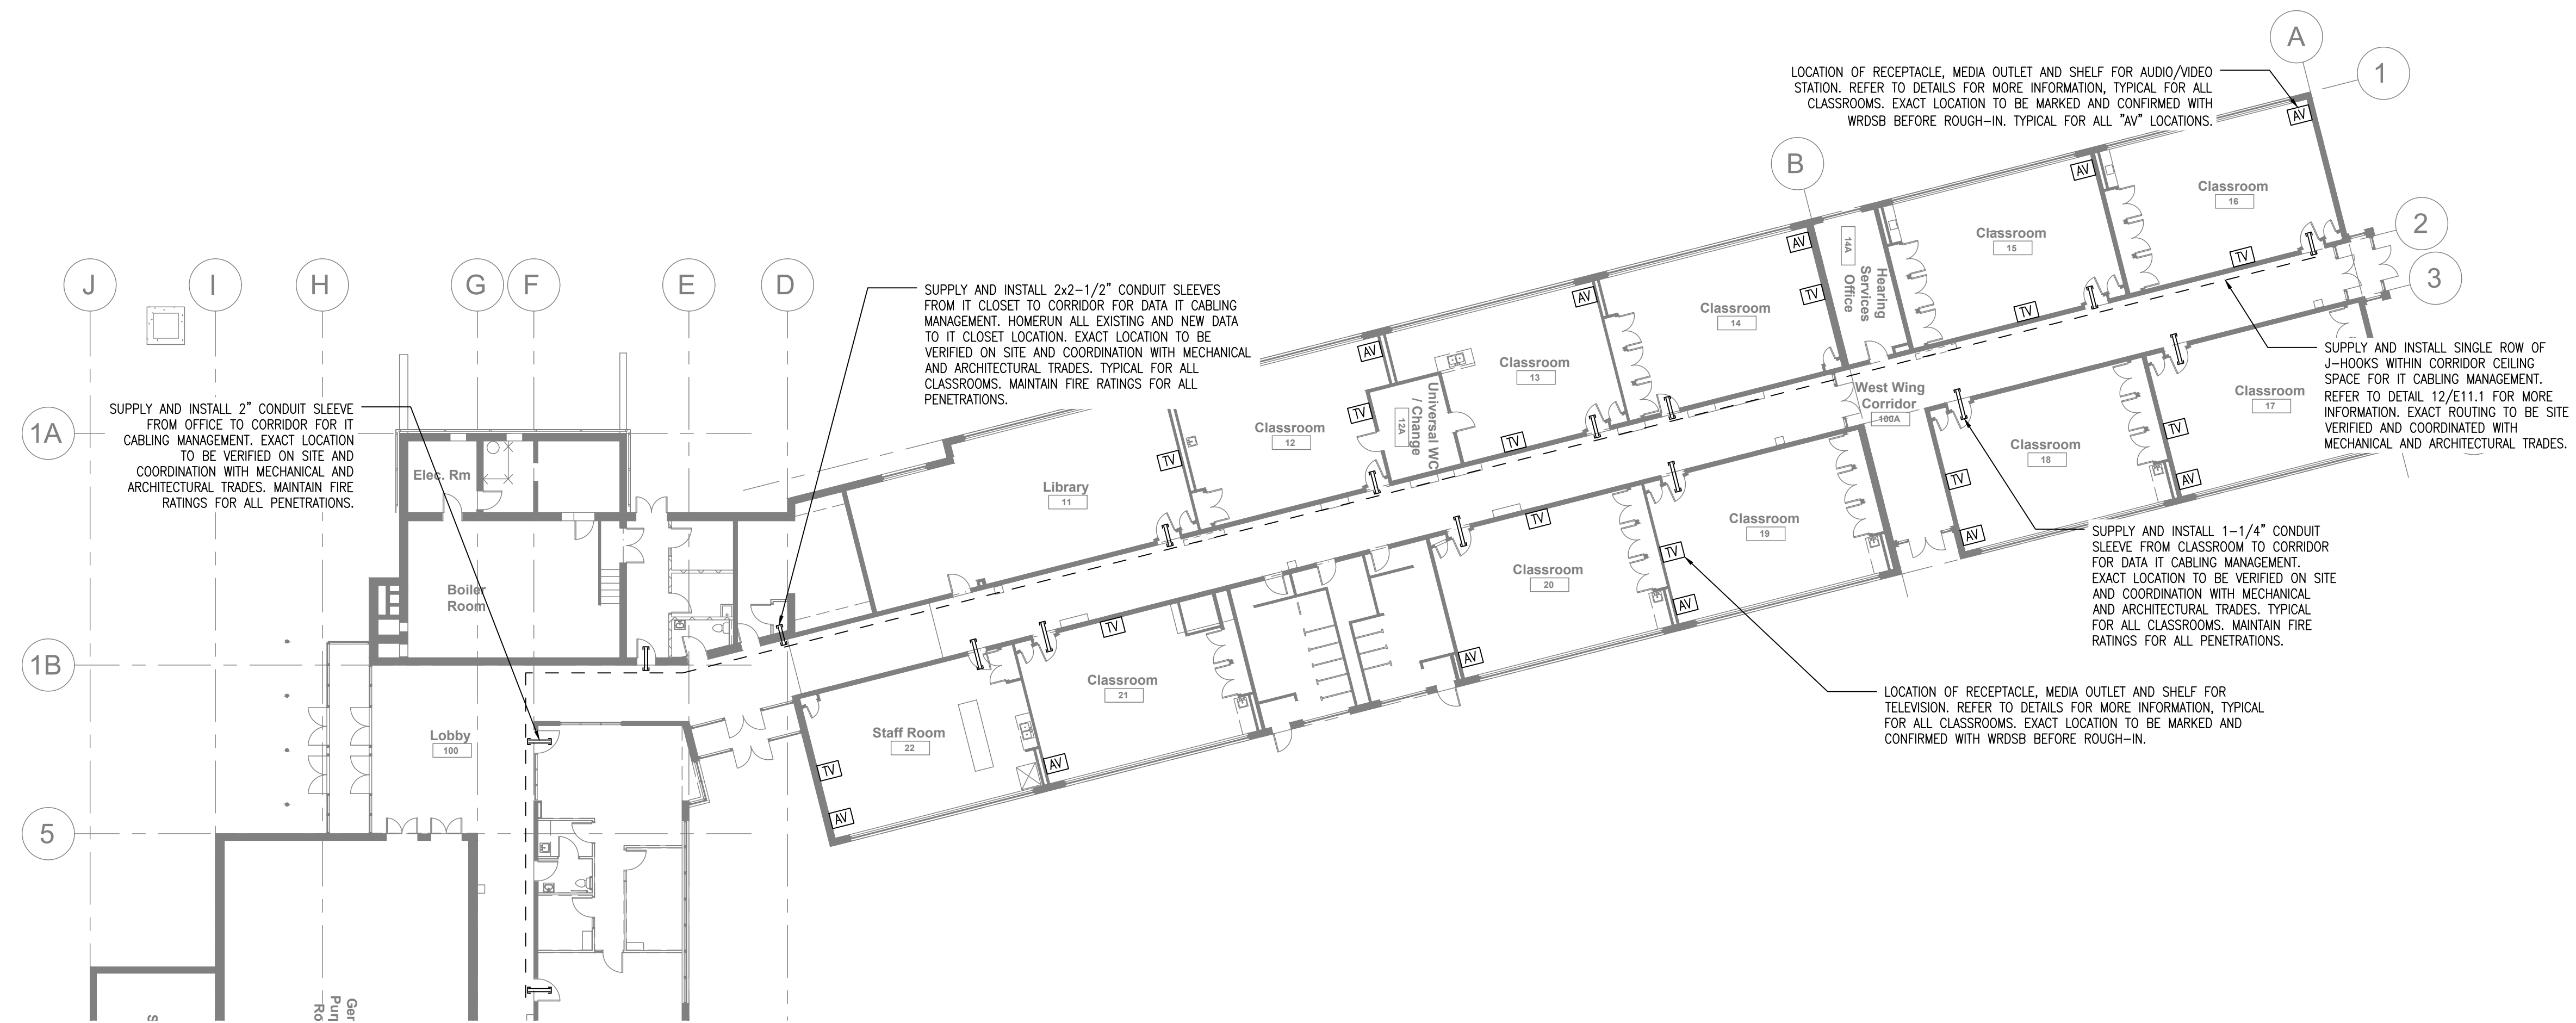 A
1
LOCATION OF RECEPTACLE, MEDIA OUTLET AND SHELF FOR AUDIO/VIDEO
STATION. REFER TO DETAILS FOR MORE INFORMATION, TYPICAL FOR ALL
CLASSROOMS. EXACT LOCATION TO BE MARKED AND CONFIRMED WITH
WRDSB BEFORE ROUGH-IN. TYPICAL FOR ALL "AV" LOCATIONS.
AV
B
AV
Classroom
16
2
AV
14A
Hearing
Services
Office
Classroom
15
TV
3
J
I
H
G
F
E
D
SUPPLY AND INSTALL 2x2-1/2" CONDUIT SLEEVES
FROM IT CLOSET TO CORRIDOR FOR DATA IT CABLING
MANAGEMENT. HOMERUN ALL EXISTING AND NEW DATA
TO IT CLOSET LOCATION. EXACT LOCATION TO BE
VERIFIED ON SITE AND COORDINATION WITH MECHANICAL
AND ARCHITECTURAL TRADES. TYPICAL FOR ALL
CLASSROOMS. MAINTAIN FIRE RATINGS FOR ALL
PENETRATIONS.
AV
TV
Classroom
14
TV
AV
Classroom
13
SUPPLY AND INSTALL SINGLE ROW OF
J-HOOKS WITHIN CORRIDOR CEILING
SPACE FOR IT CABLING MANAGEMENT.
REFER TO DETAIL 12/E11.1 FOR MORE
INFORMATION. EXACT ROUTING TO BE SITE
VERIFIED AND COORDINATED WITH
MECHANICAL AND ARCHITECTURAL TRADES.
Universal WC
/ Change
12A
TV
TV
West Wing
Corridor
100A
Classroom
17
TV
AV
SUPPLY AND INSTALL 2" CONDUIT SLEEVE
FROM OFFICE TO CORRIDOR FOR IT
CABLING MANAGEMENT. EXACT LOCATION
TO BE VERIFIED ON SITE AND
COORDINATION WITH MECHANICAL AND
ARCHITECTURAL TRADES. MAINTAIN FIRE
RATINGS FOR ALL PENETRATIONS.
1A
Elec. Rm
Classroom
12
TV
Library
11
Classroom
18
TV
AV
SUPPLY AND INSTALL 1-1/4" CONDUIT
SLEEVE FROM CLASSROOM TO CORRIDOR
FOR DATA IT CABLING MANAGEMENT.
EXACT LOCATION TO BE VERIFIED ON SITE
AND COORDINATION WITH MECHANICAL
AND ARCHITECTURAL TRADES. TYPICAL
FOR ALL CLASSROOMS. MAINTAIN FIRE
RATINGS FOR ALL PENETRATIONS.
Boiler
Room
TV
Classroom
19
TV
AV
Classroom
20
AV
1B
TV
Classroom
21
AV
LOCATION OF RECEPTACLE, MEDIA OUTLET AND SHELF FOR
TELEVISION. REFER TO DETAILS FOR MORE INFORMATION, TYPICAL
FOR ALL CLASSROOMS. EXACT LOCATION TO BE MARKED AND
CONFIRMED WITH WRDSB BEFORE ROUGH-IN.
Lobby
100
Staff Room
22
TV
AV
5